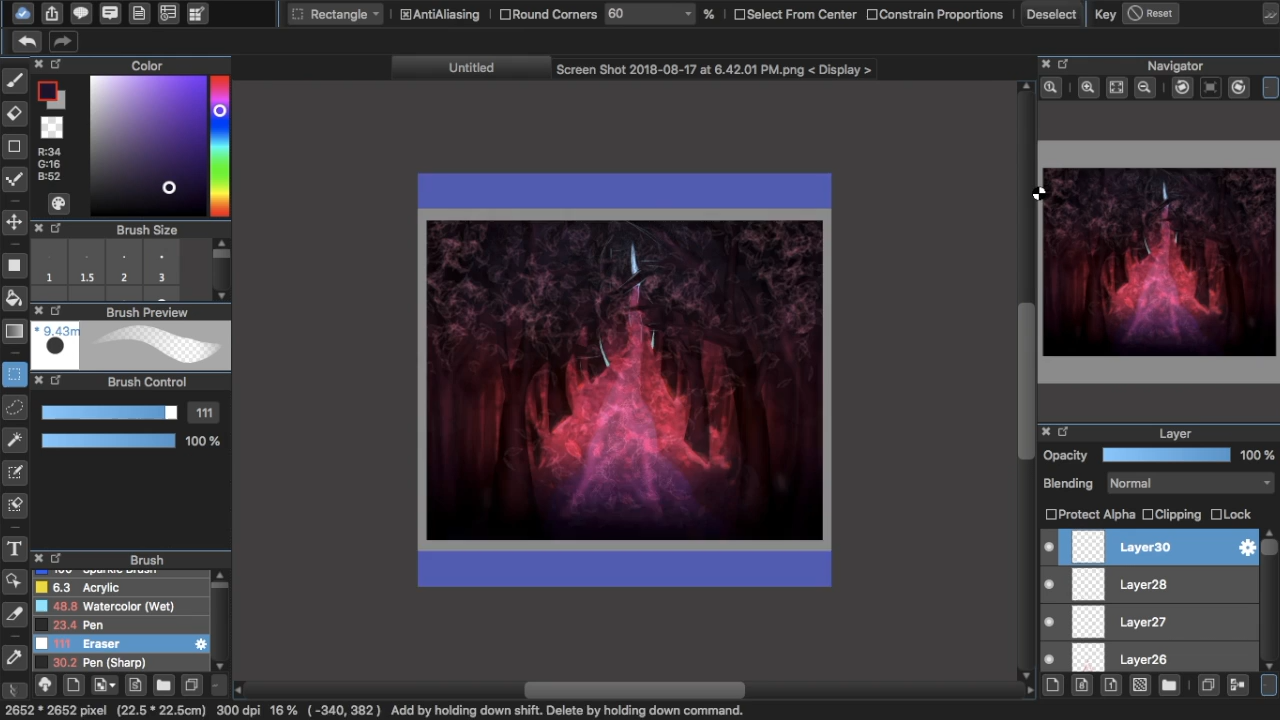 Rectangle AntiAliasing Round Corners 60 % Select From Center Constrain Proportions Deselect Key Reset
Untitled Screen Shot 2018-08-17 at 6.42.01 PM.png < Display >
Color
R:34
G:16
B:52
Brush Size
1 1.5 2 3
Brush Preview
* 9.43m
Brush Control
111
100 %
Brush
100 Sparkle Brush
6.3 Acrylic
48.8 Watercolor (Wet)
23.4 Pen
111 Eraser
30.2 Pen (Sharp)
Navigator
Layer
Opacity 100 %
Blending Normal
Protect Alpha Clipping Lock
Layer30
Layer28
Layer27
Layer26
2652 * 2652 pixel (22.5 * 22.5cm) 300 dpi 16 % ( -340, 382 ) Add by holding down shift. Delete by holding down command.